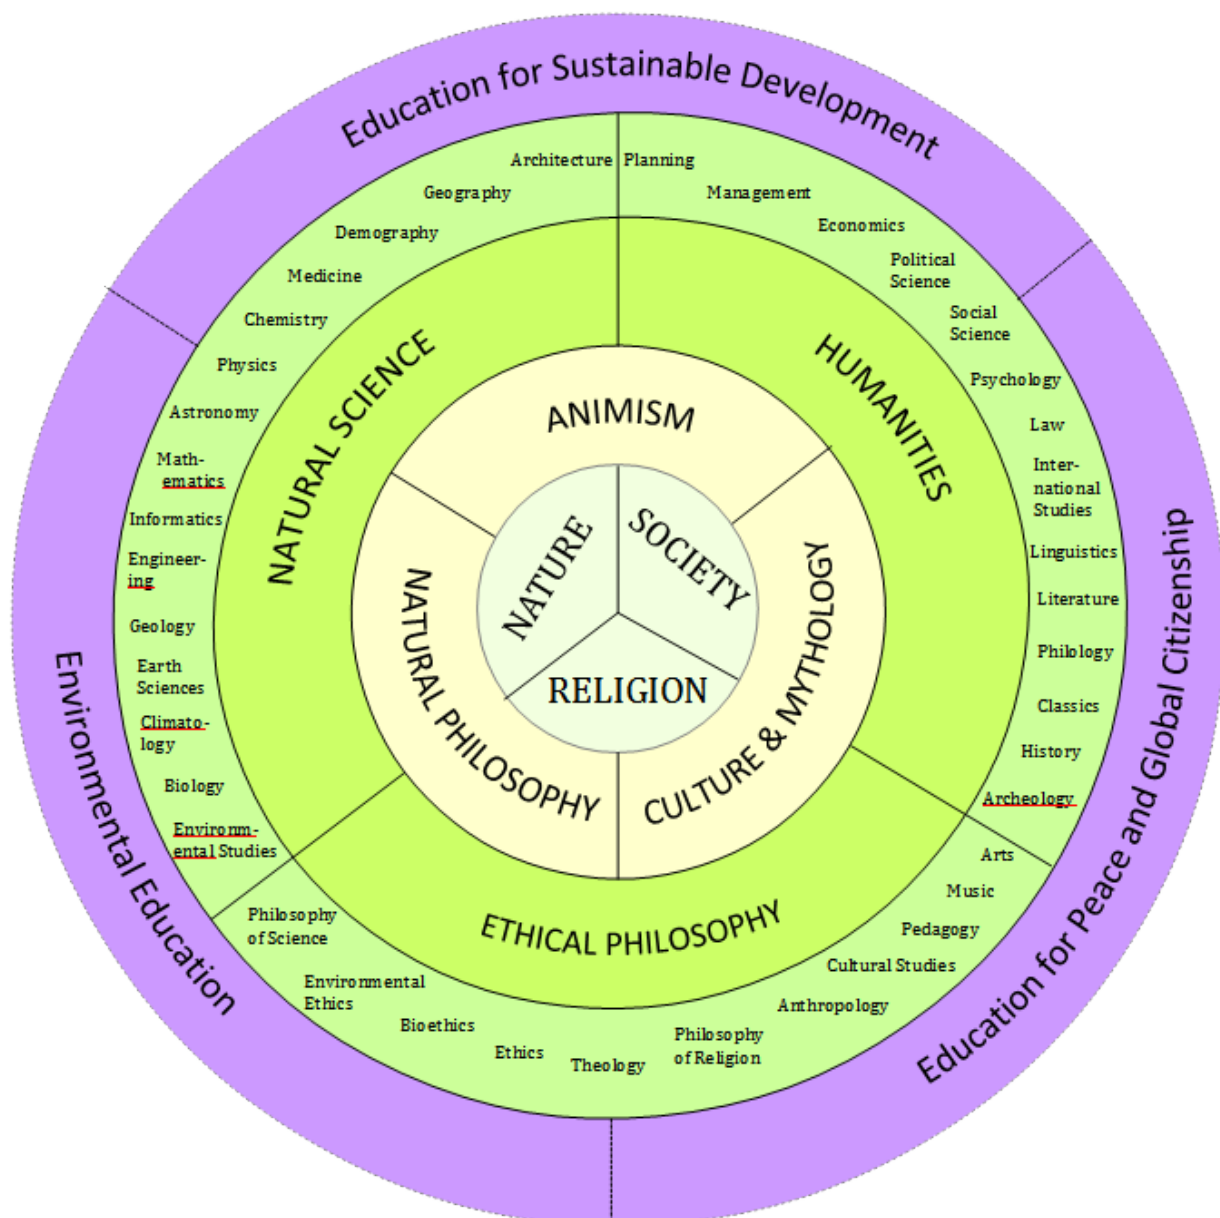 Education for Sustainable Development
Education for Peace and Global Citizenship
Environmental Education
Architecture
Geography
Demography
Medicine
Chemistry
Physics
Astronomy
Math-
ematics
Informatics
Engineer-
ing
Geology
Earth
Sciences
Climato-
logy
Biology
Environm-
ental Studies
Planning
Management
Economics
Political
Science
Social
Science
Psychology
Law
Inter-
national
Studies
Linguistics
Literature
Philology
Classics
History
Archeology
Arts
Music
Pedagogy
Cultural Studies
Anthropology
Philosophy
of Religion
Theology
Ethics
Bioethics
Environmental
Ethics
Philosophy
of Science
NATURAL SCIENCE
HUMANITIES
ETHICAL PHILOSOPHY
ANIMISM
CULTURE & MYTHOLOGY
NATURAL PHILOSOPHY
NATURE
SOCIETY
RELIGION